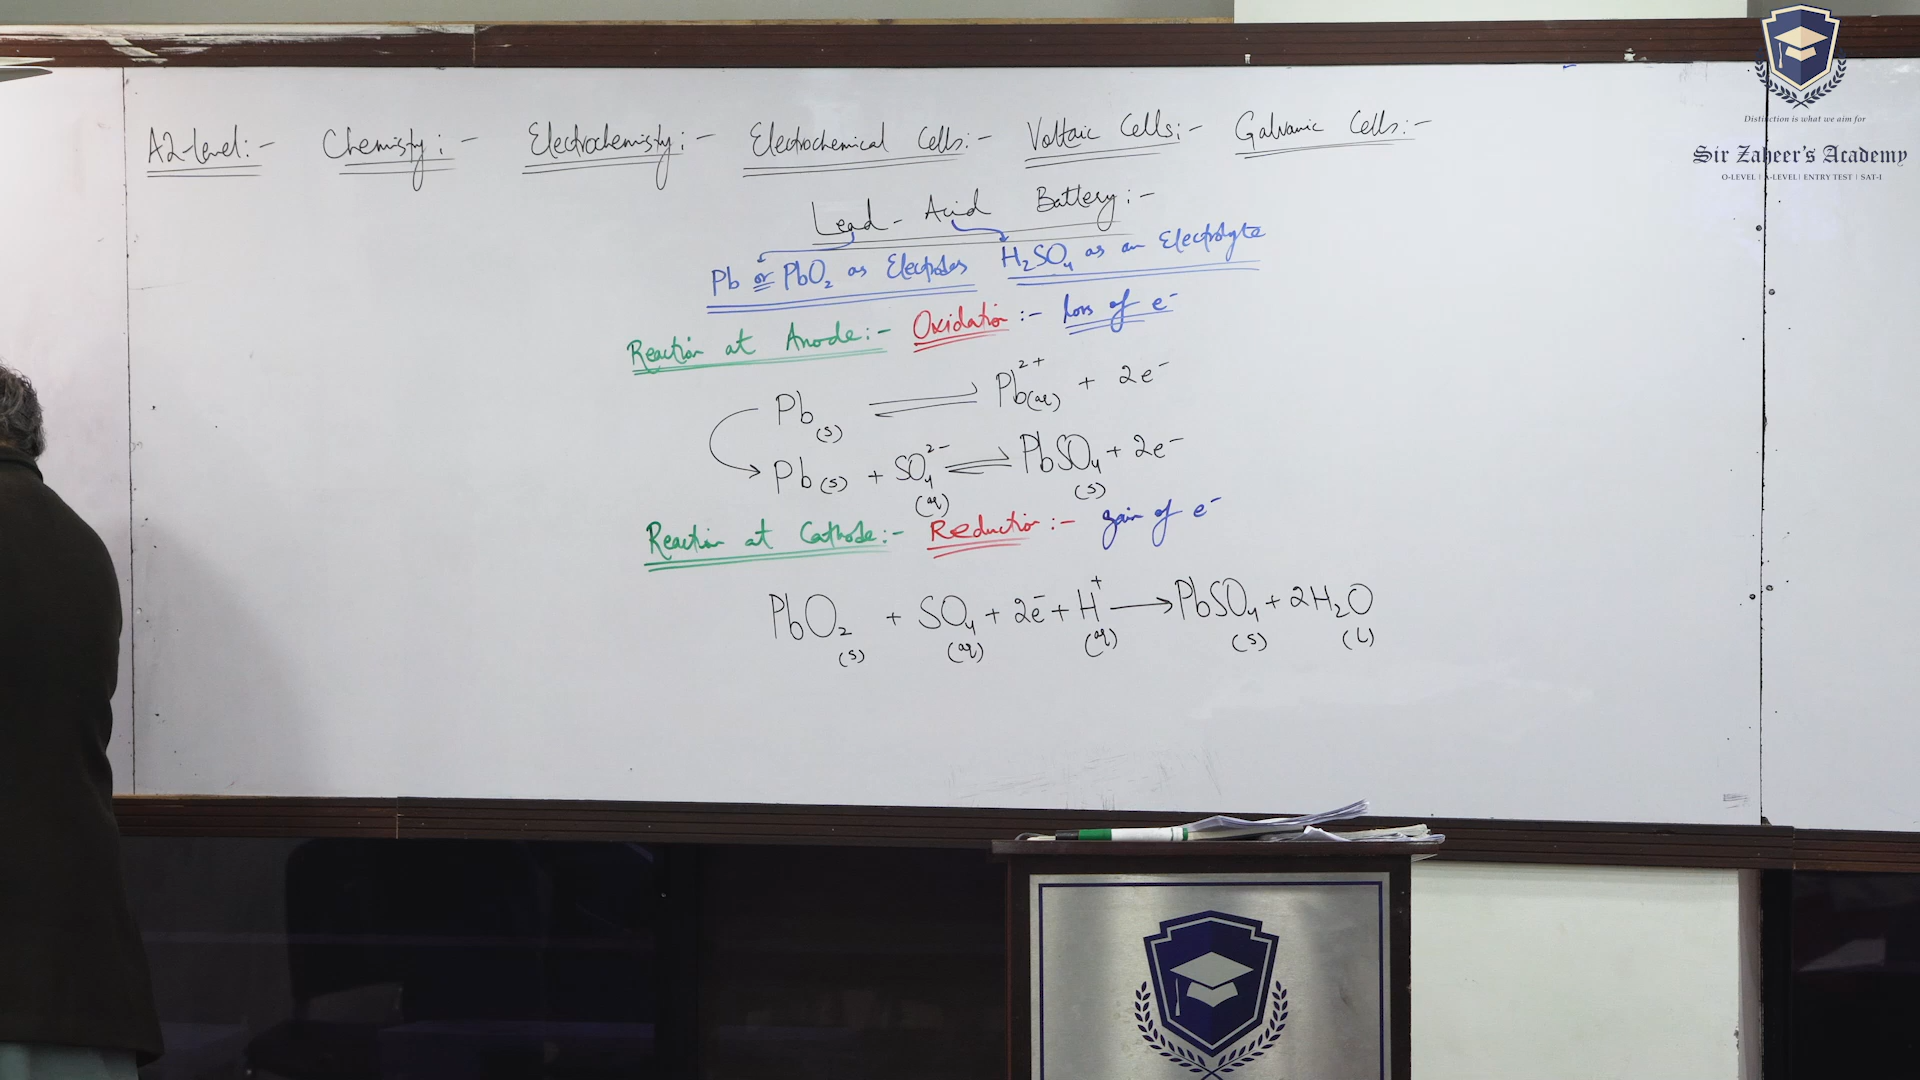 A2-level:- Chemisty:- Electrochemisty:- Electrochemical Cells:- Voltaic Cells:- Galvanic Cells:-
Lead-Acid Battery:-
Pb or PbO₂ as Electrodes H₂SO₄ as an Electrolyte
Reaction at Anode:- Oxidation:- loss of e⁻
Pb(s) ⇌ Pb²⁺(aq) + 2e⁻
Pb(s) + SO₄²⁻(aq) ⇌ PbSO₄(s) + 2e⁻
Reaction at Cathode:- Reduction:- gain of e⁻
PbO₂(s) + SO₄(aq) + 2e⁻ + H⁺(aq) → PbSO₄(s) + 2H₂O(l)
Distinction is what we aim for
Sir Zaheer's Academy
O-LEVEL | A-LEVEL | ENTRY TEST | SAT-I